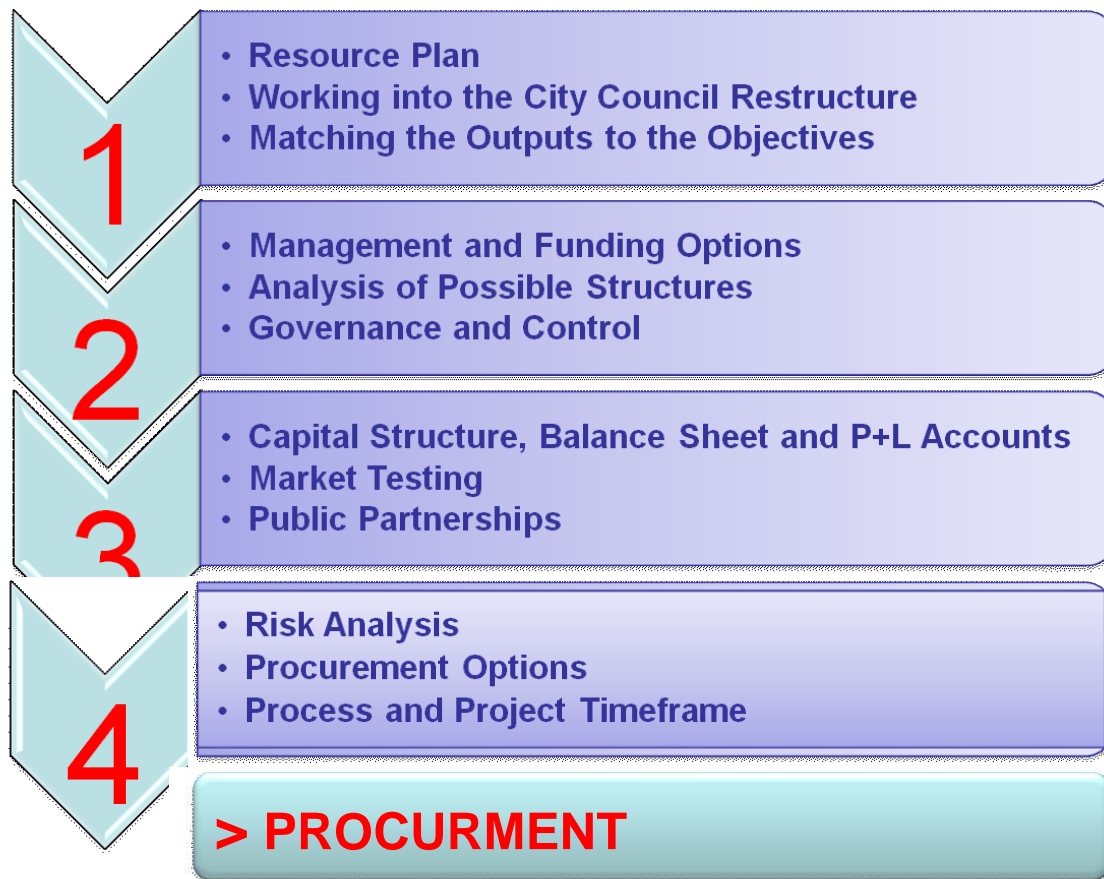 1
• Resource Plan
• Working into the City Council Restructure
• Matching the Outputs to the Objectives
2
• Management and Funding Options
• Analysis of Possible Structures
• Governance and Control
3
• Capital Structure, Balance Sheet and P+L Accounts
• Market Testing
• Public Partnerships
4
• Risk Analysis
• Procurement Options
• Process and Project Timeframe
> PROCURMENT